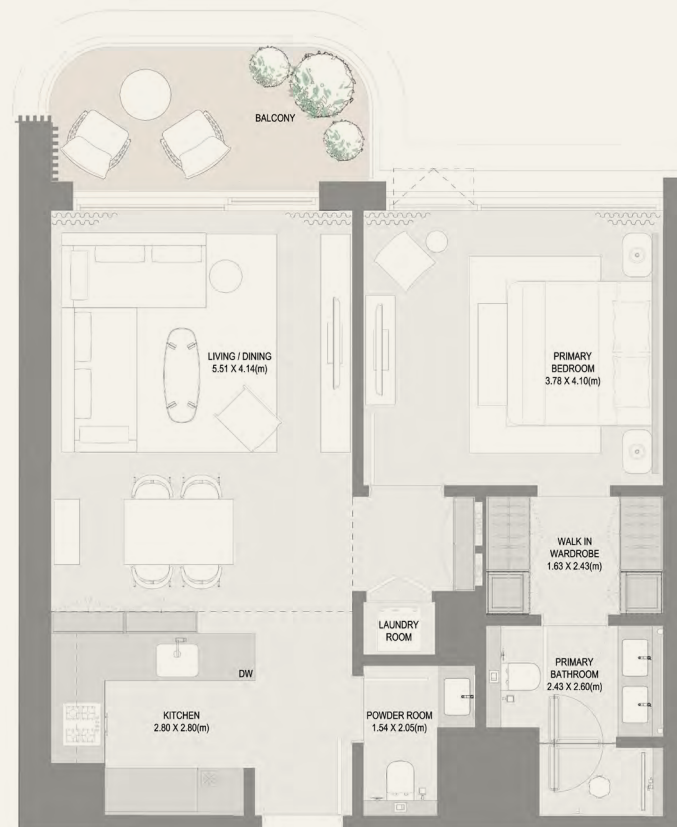 BALCONY
LIVING / DINING
5.51 X 4.14(m)
PRIMARY
BEDROOM
3.78 X 4.10(m)
WALK IN
WARDROBE
1.63 X 2.43(m)
LAUNDRY
ROOM
DW
PRIMARY
BATHROOM
2.43 X 2.60(m)
KITCHEN
2.80 X 2.80(m)
POWDER ROOM
1.54 X 2.05(m)